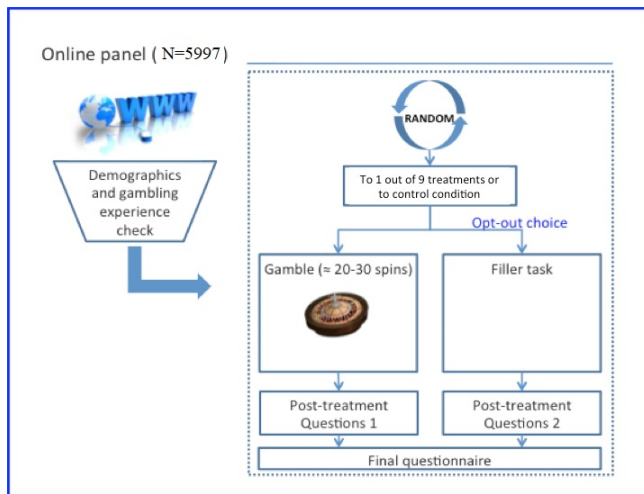 Online panel ( N=5997)
www
Demographics
and gambling
experience
check
RANDOM
To 1 out of 9 treatments or
to control condition
Opt-out choice
Gamble (≈ 20-30 spins)
Filler task
Post-treatment
Questions 1
Post-treatment
Questions 2
Final questionnaire